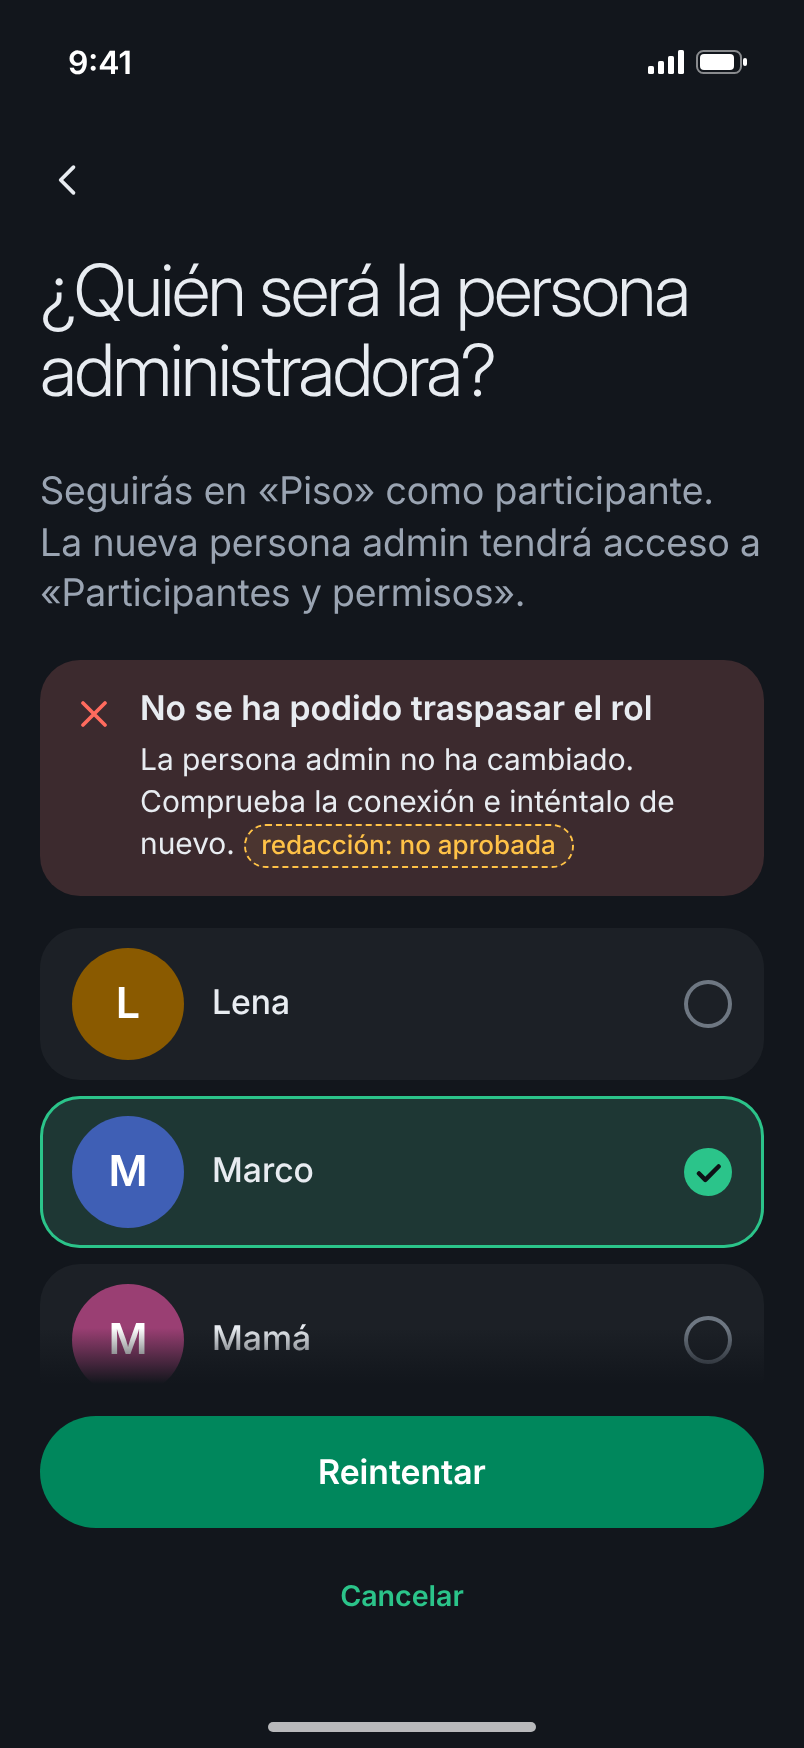 9:41
¿Quién será la persona
administradora?
Seguirás en «Piso» como participante.
La nueva persona admin tendrá acceso a
«Participantes y permisos».
No se ha podido traspasar el rol
La persona admin no ha cambiado.
Comprueba la conexión e inténtalo de
nuevo. redacción: no aprobada
L Lena
M Marco
M Mamá
Reintentar
Cancelar